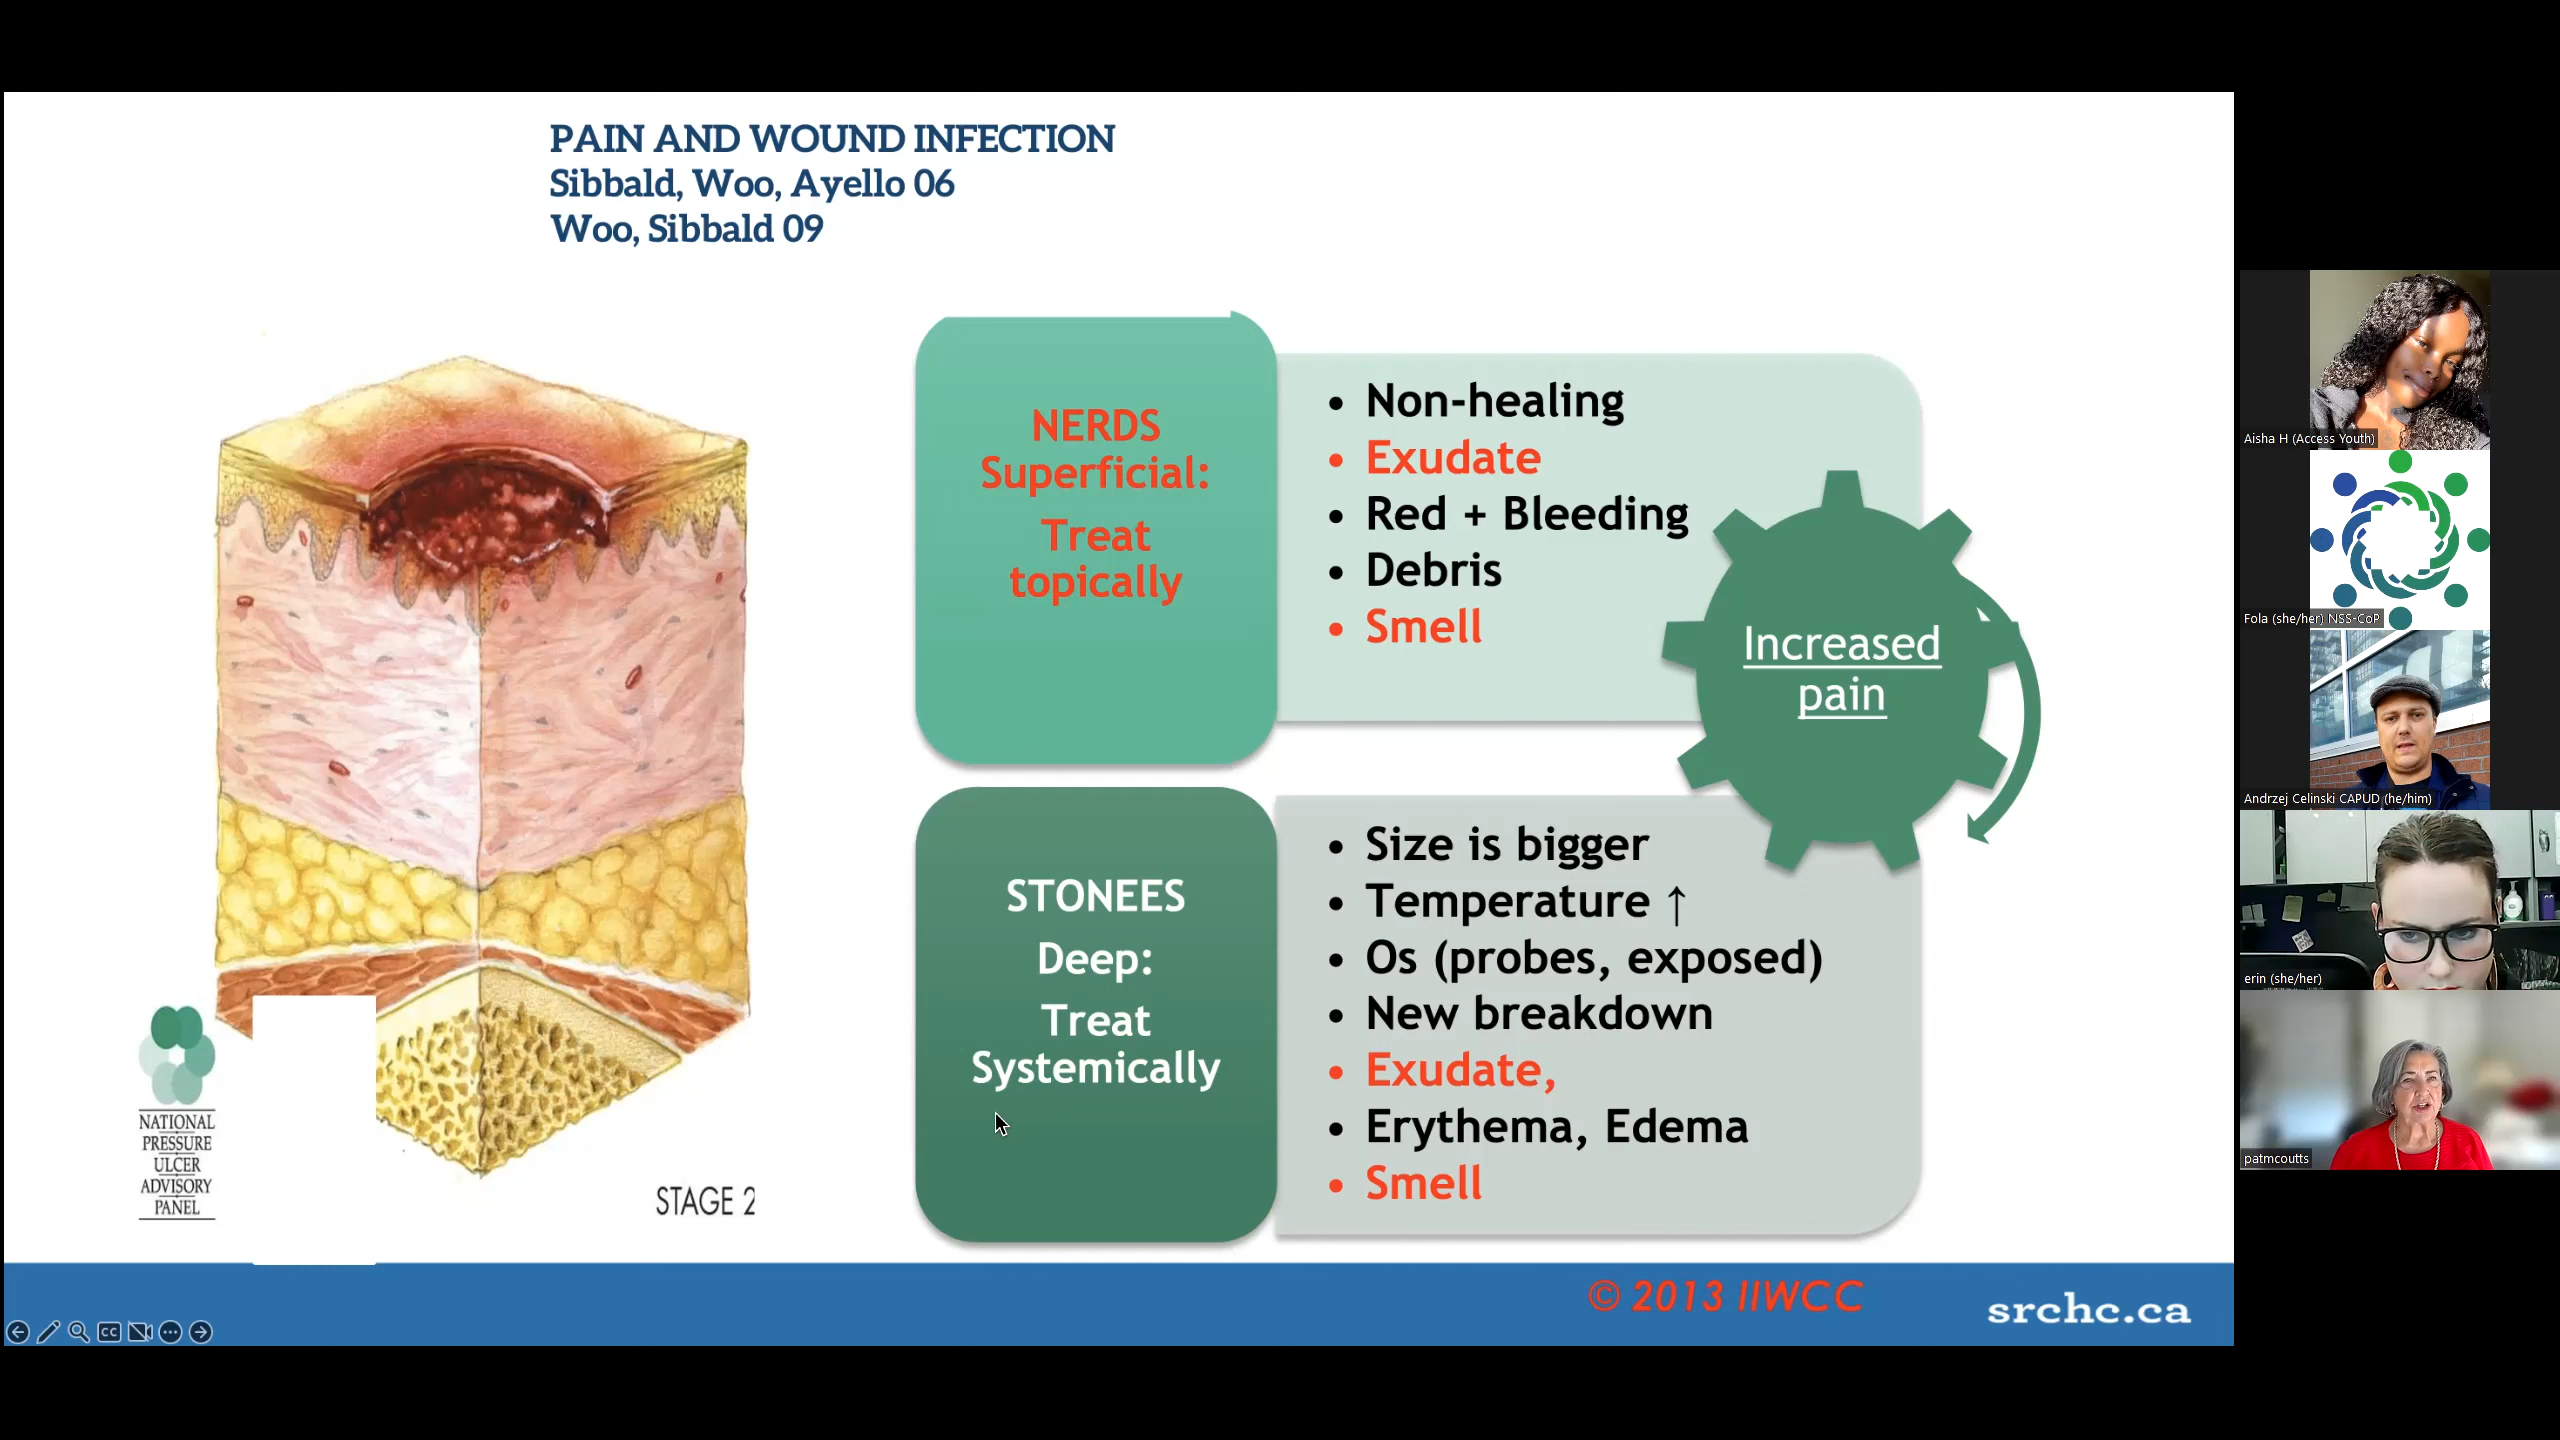 PAIN AND WOUND INFECTION
Sibbald, Woo, Ayello 06
Woo, Sibbald 09
NERDS
Superficial:
Treat
topically
• Non-healing
• Exudate
• Red + Bleeding
• Debris
• Smell
Increased
pain
STONEES
Deep:
Treat
Systemically
• Size is bigger
• Temperature ↑
• Os (probes, exposed)
• New breakdown
• Exudate,
• Erythema, Edema
• Smell
NATIONAL
PRESSURE
ULCER
ADVISORY
PANEL
STAGE 2
© 2013 IIWCC
srchc.ca
CC
Aisha H (Access Youth)
Fola (she/her) NSS-CoP
Andrzej Celinski CAPUD (he/him)
erin (she/her)
patmcoutts